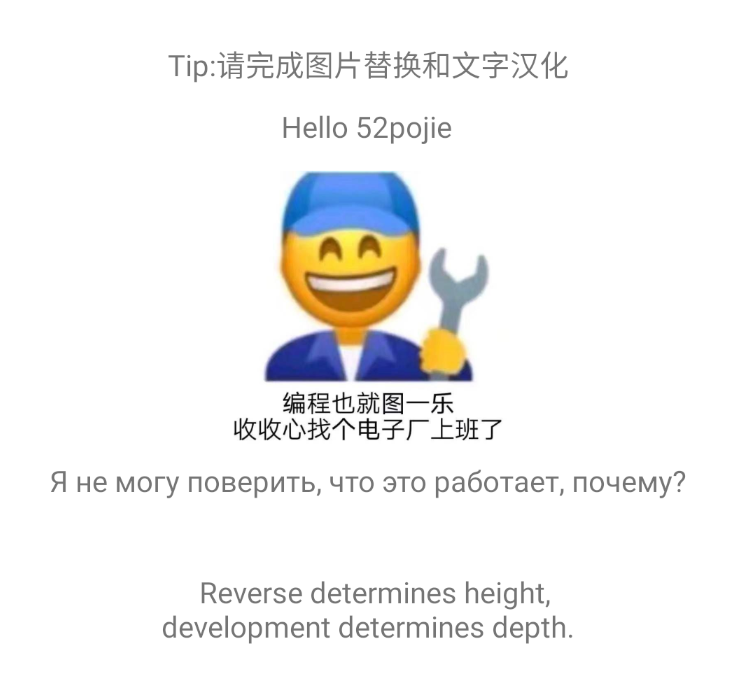 Tip:请完成图片替换和文字汉化
Hello 52pojie
编程也就图一乐
收收心找个电子厂上班了
Я не могу поверить, что это работает, почему?
Reverse determines height,
development determines depth.